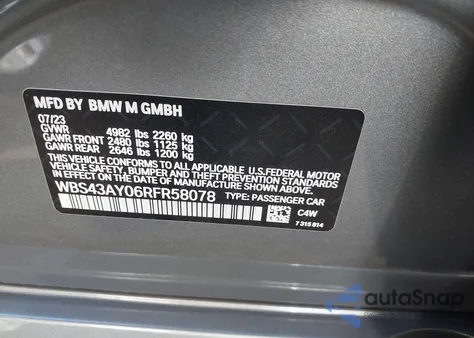 MFD BY BMW M GMBH
07/23
GVWR 4982 lbs 2260 kg
GAWR FRONT 2480 lbs 1125 kg
GAWR REAR 2646 lbs 1200 kg
THIS VEHICLE CONFORMS TO ALL APPLICABLE U.S.FEDERAL MOTOR
VEHICLE SAFETY, BUMPER, AND THEFT PREVENTION STANDARDS IN
EFFECT ON THE DATE OF MANUFACTURE SHOWN ABOVE.
WBS43AY06RFR58078 TYPE: PASSENGER CAR
C4W
7 315 814
autoSnap